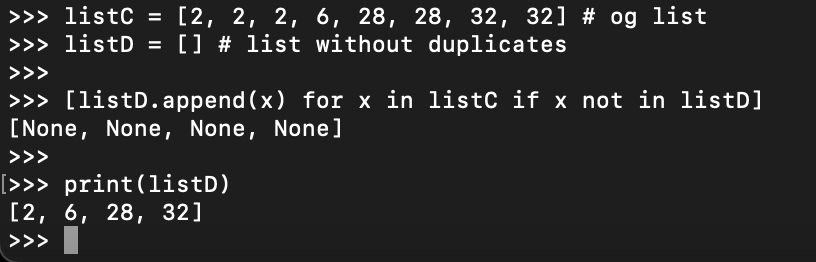 >>> listC = [2, 2, 2, 6, 28, 28, 32, 32] # og list
>>> listD = [] # list without duplicates
>>>
>>> [listD.append(x) for x in listC if x not in listD]
[None, None, None, None]
>>>
[>>> print(listD)
[2, 6, 28, 32]
>>>